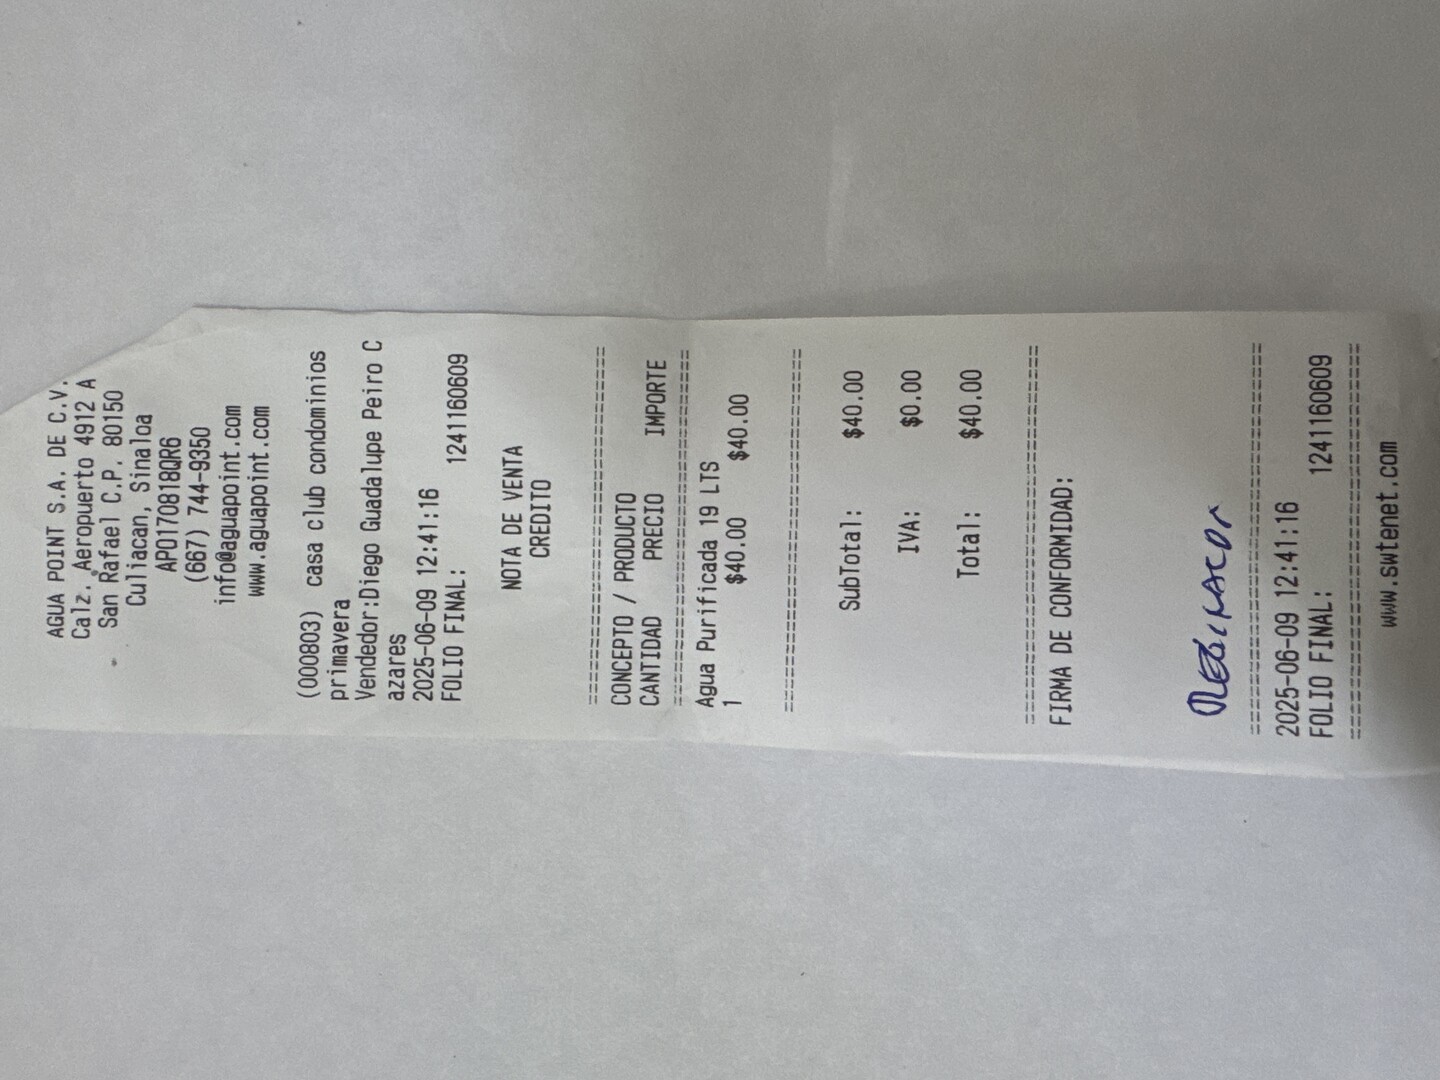 AGUA POINT S.A. DE C.V.
Calz. Aeropuerto 4912 A
San Rafael C.P. 80150
Culiacan, Sinaloa
APO170818QR6
(667) 744-9350
info@aguapoint.com
www.aguapoint.com
(000803) casa club condominios
primavera
Vendedor:Diego Guadalupe Peiro C
azares
2025-06-09 12:41:16
FOLIO FINAL: 1241160609
NOTA DE VENTA
CREDITO
================================
CONCEPTO / PRODUCTO
CANTIDAD PRECIO IMPORTE
================================
Agua Purificada 19 LTS
1 $40.00 $40.00
================================
SubTotal: $40.00
IVA: $0.00
Total: $40.00
================================
FIRMA DE CONFORMIDAD:
================================
2025-06-09 12:41:16
FOLIO FINAL: 1241160609
================================
www.swtenet.com